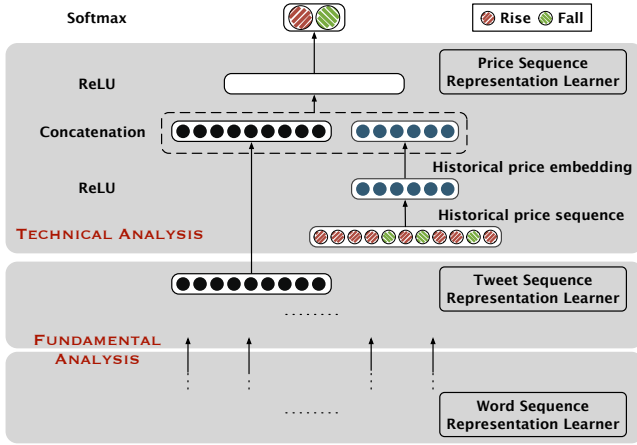 Softmax
Rise
Fall
Price Sequence
Representation Learner
ReLU
Concatenation
Historical price embedding
ReLU
Historical price sequence
TECHNICAL ANALYSIS
Tweet Sequence
Representation Learner
........
FUNDAMENTAL
ANALYSIS
........
Word Sequence
Representation Learner